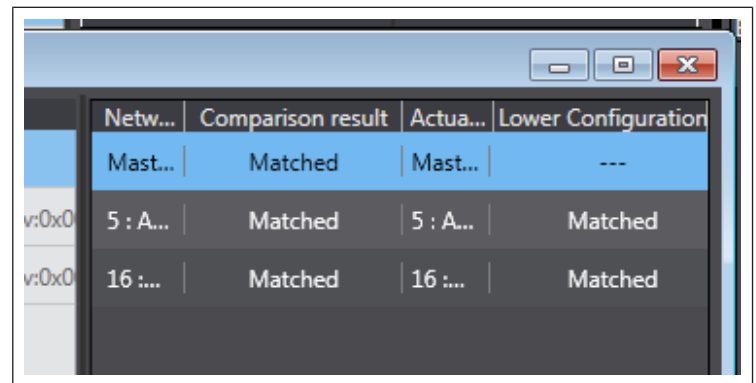 Netw... Comparison result Actua... Lower Configuration
Mast... Matched Mast... ---
v:0x0 5 : A... Matched 5 : A... Matched
v:0x0 16 :... Matched 16 :... Matched